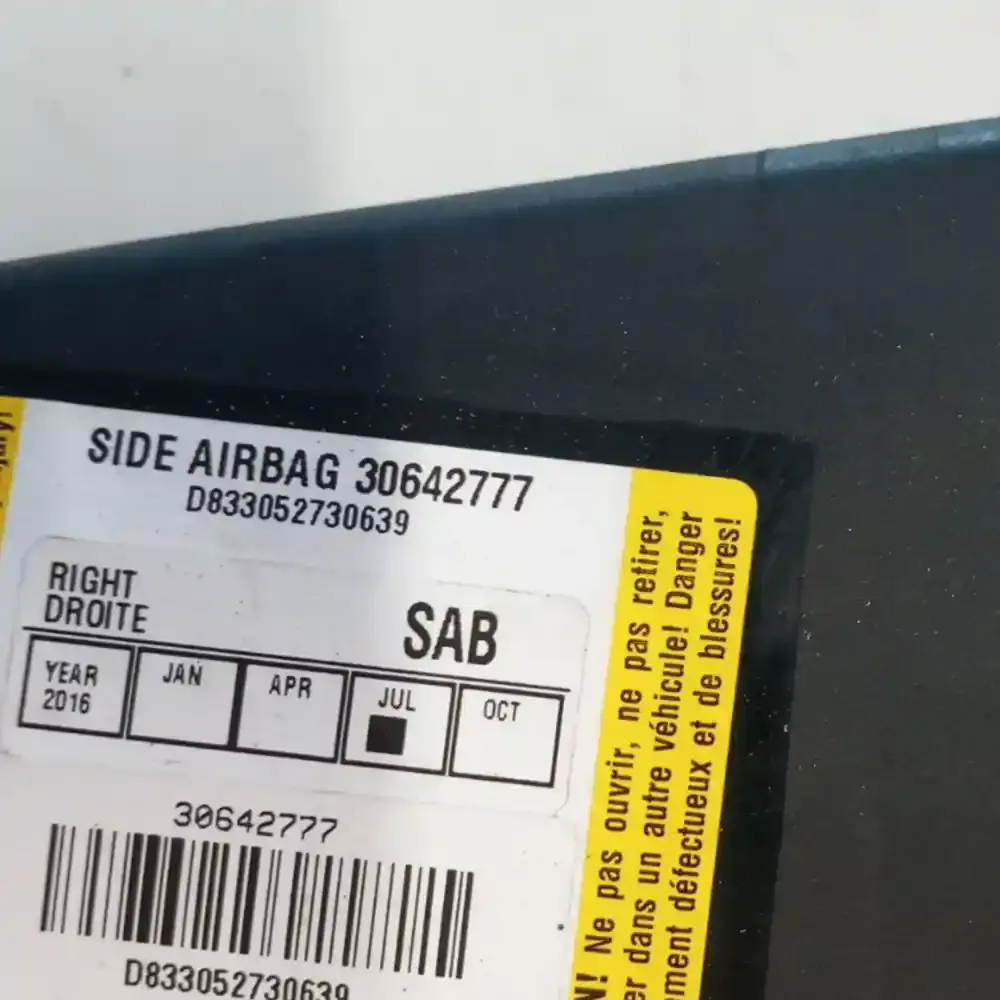 SIDE AIRBAG 30642777
D833052730639
RIGHT
DROITE
SAB
YEAR
2016
JAN
APR
JUL
OCT
30642777
D833052730639
Ne pas ouvrir, ne pas retirer,
dans un autre véhicule! Danger
défectueux et de blessures!